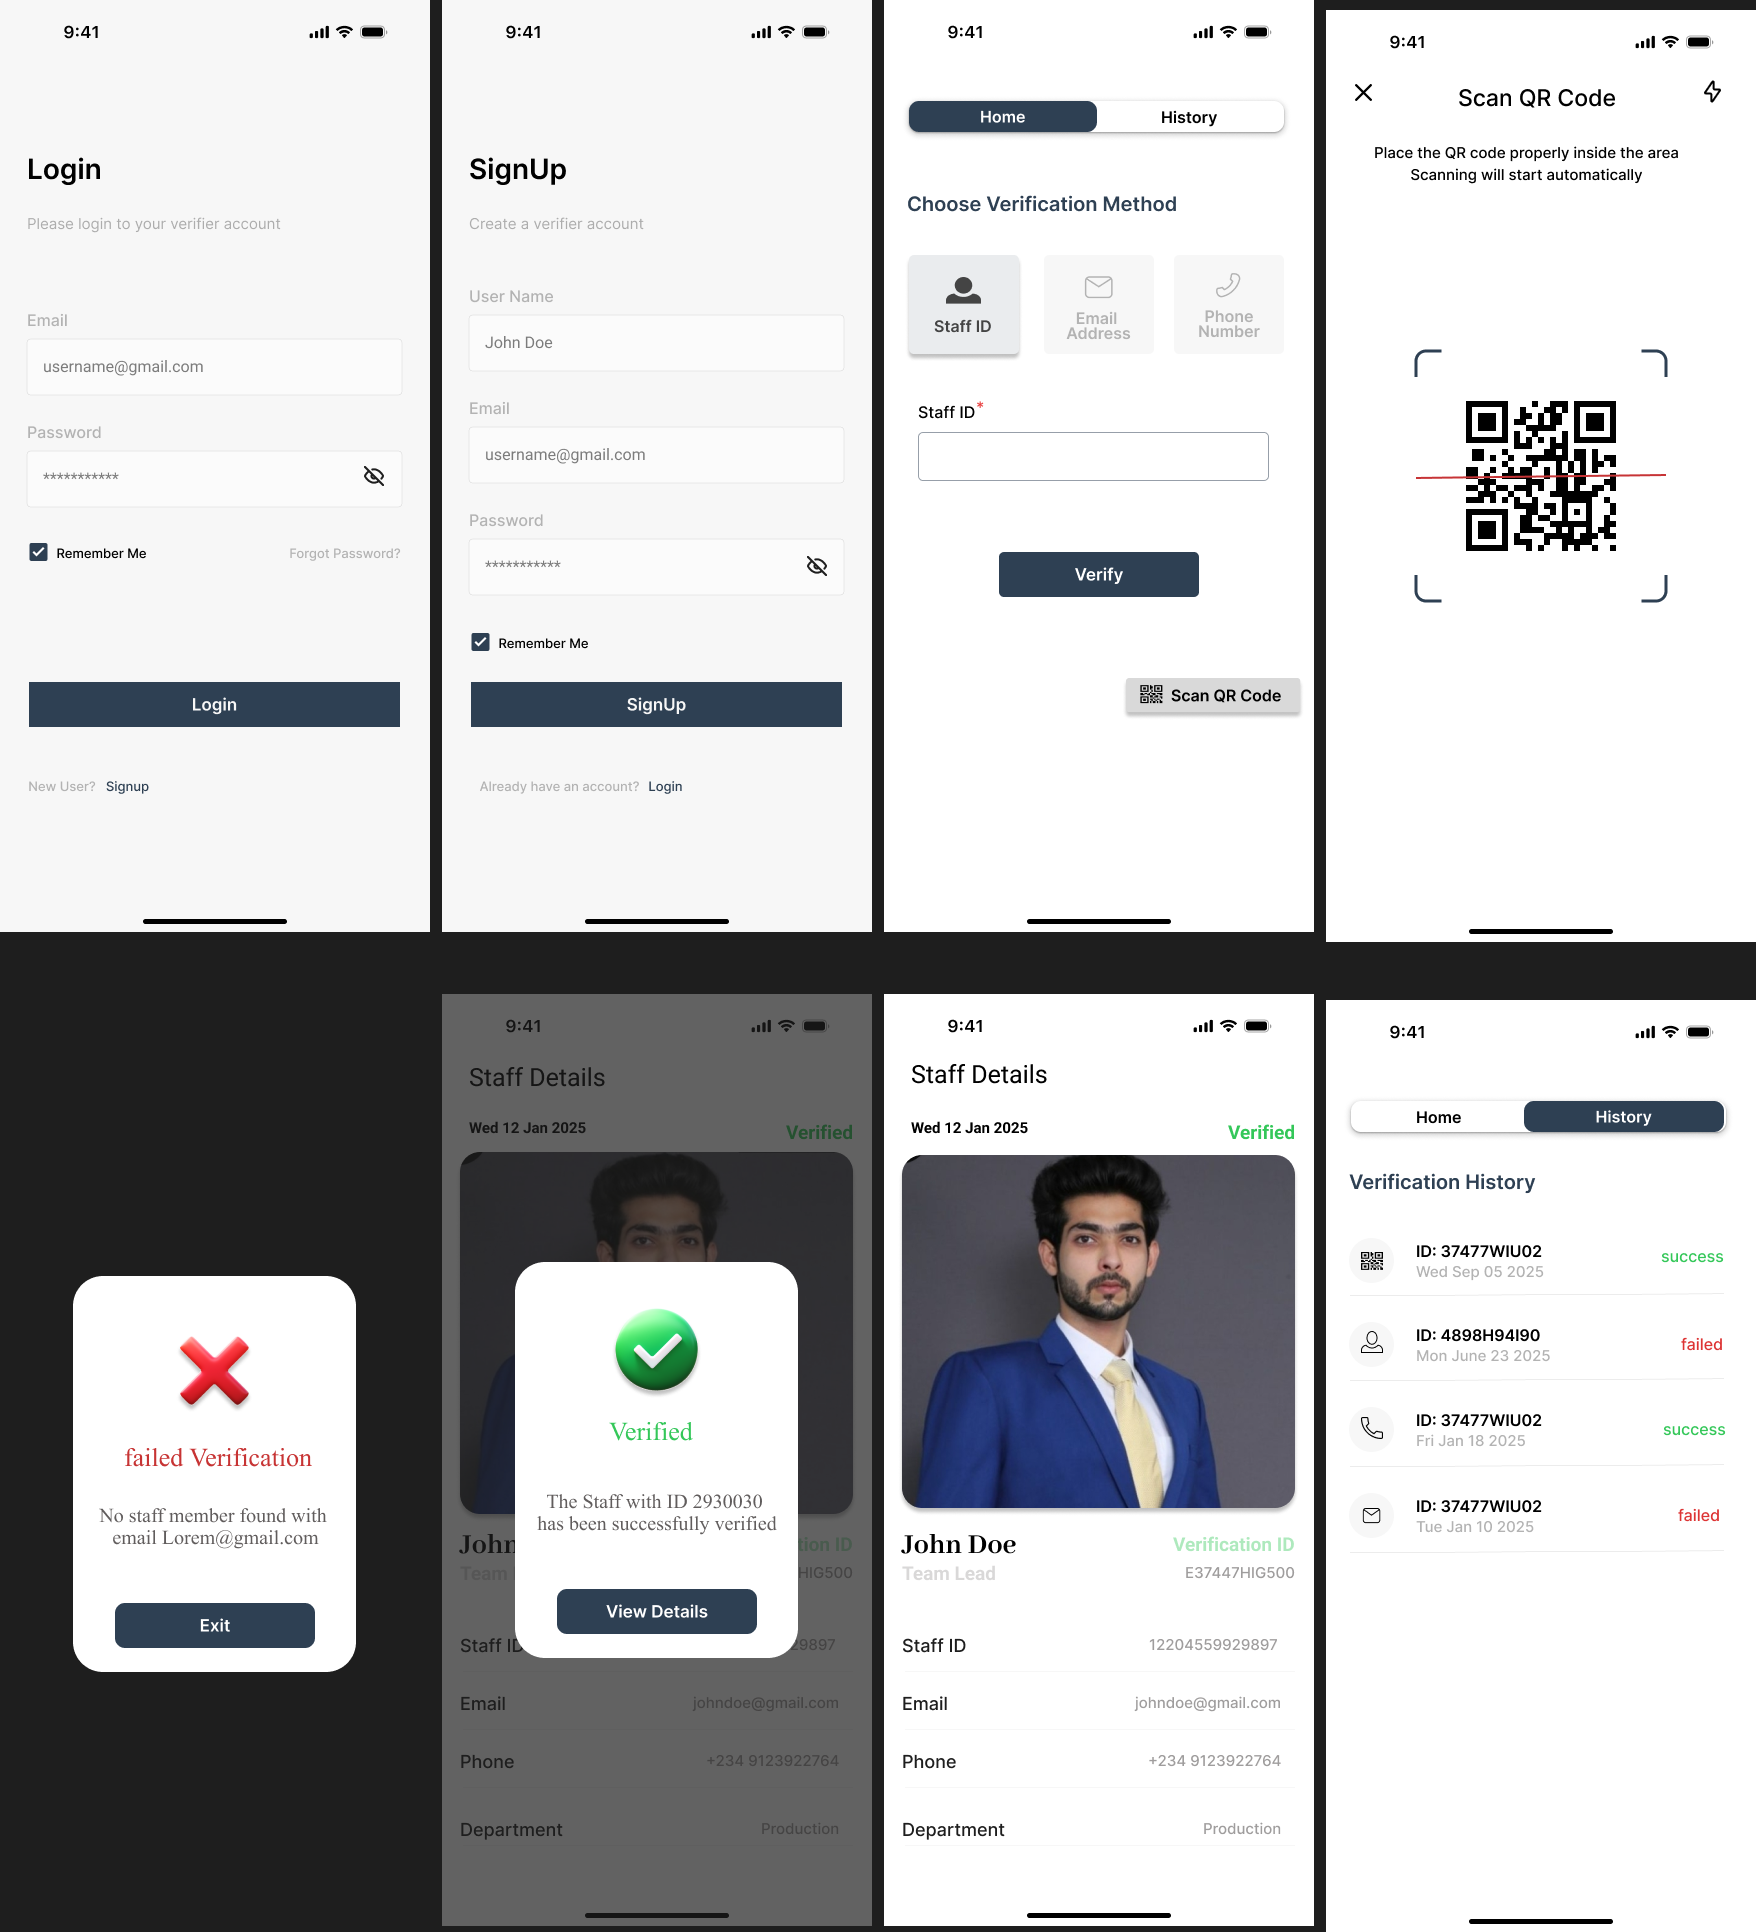 9:41
Login
Please login to your verifier account
Email
username@gmail.com
Password
***********
Remember Me
Forgot Password?
Login
New User? Signup
9:41
SignUp
Create a verifier account
User Name
John Doe
Email
username@gmail.com
Password
***********
Remember Me
SignUp
Already have an account? Login
9:41
Home
History
Choose Verification Method
Staff ID
Email
Address
Phone
Number
Staff ID*
Verify
Scan QR Code
9:41
Scan QR Code
Place the QR code properly inside the area
Scanning will start automatically
failed Verification
No staff member found with
email Lorem@gmail.com
Exit
9:41
Staff Details
Wed 12 Jan 2025
Verified
Verified
The Staff with ID 2930030
has been successfully verified
View Details
John
tion ID
Team
HIG500
Staff ID
29897
Email
johndoe@gmail.com
Phone
+234 9123922764
Department
Production
9:41
Staff Details
Wed 12 Jan 2025
Verified
John Doe
Verification ID
Team Lead
E37447HIG500
Staff ID
12204559929897
Email
johndoe@gmail.com
Phone
+234 9123922764
Department
Production
9:41
Home
History
Verification History
ID: 37477WIU02
Wed Sep 05 2025
success
ID: 4898H94I90
Mon June 23 2025
failed
ID: 37477WIU02
Fri Jan 18 2025
success
ID: 37477WIU02
Tue Jan 10 2025
failed